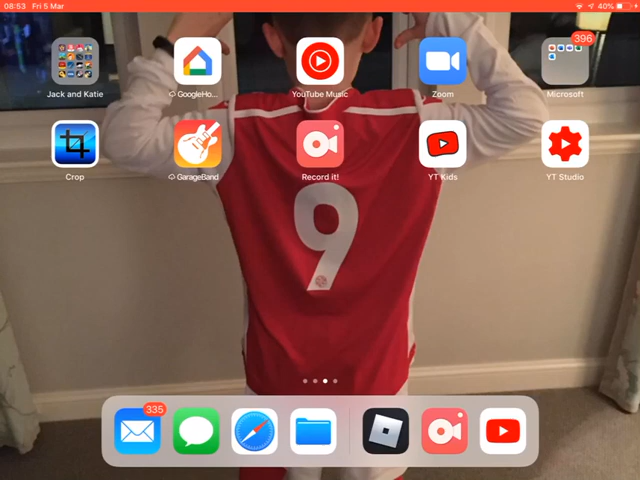 08:53 Fri 5 Mar
40%
396
Jack and Katie
GoogleHo...
YouTube Music
Zoom
Microsoft
Crop
GarageBand
Record it!
YT Kids
YT Studio
9
335